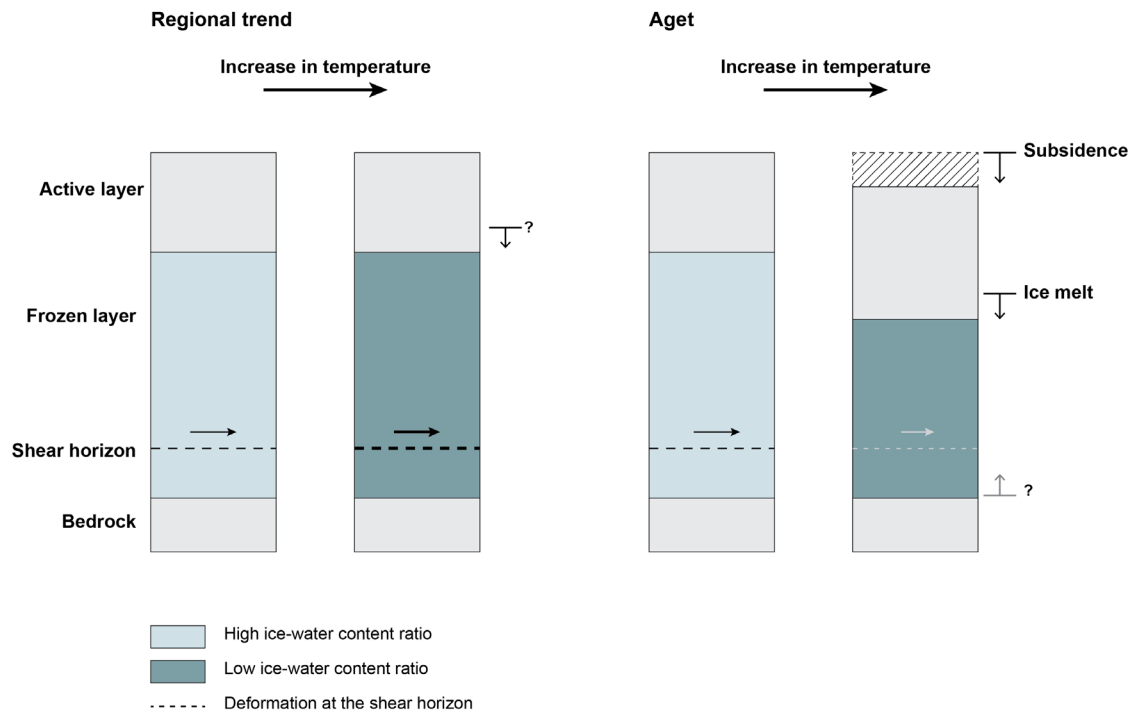 Regional trend
Aget
Increase in temperature
Increase in temperature
Subsidence
Active layer
?
Ice melt
Frozen layer
Shear horizon
?
Bedrock
High ice-water content ratio
Low ice-water content ratio
Deformation at the shear horizon